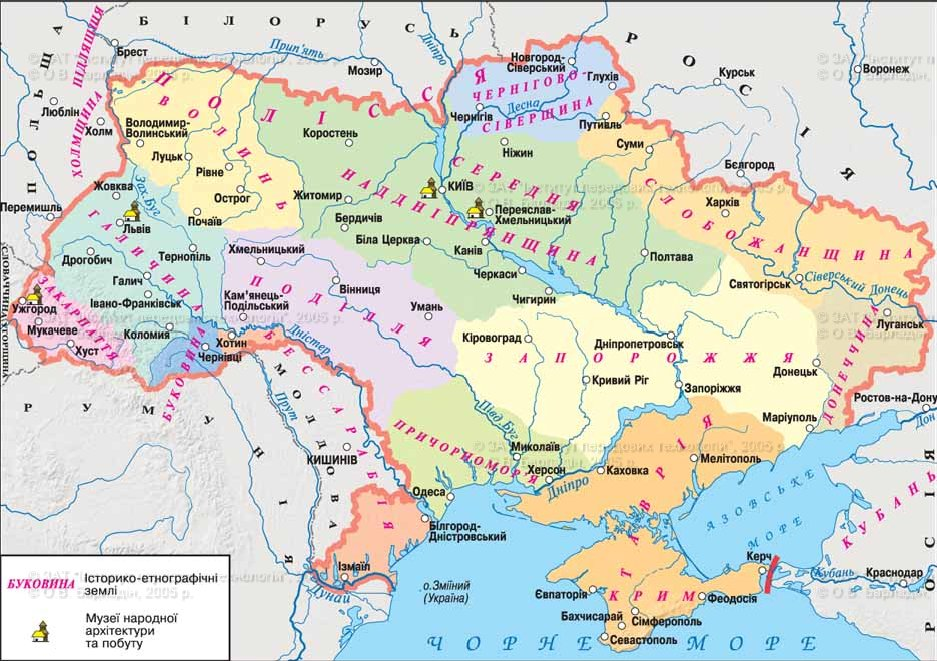 БІЛОРУСЬ
ПОЛЬЩА
РОСІЯ
ПІДЛЯШШЯ
ХОЛМЩИНА
Брест
Прип'ять
Мозир
Дніпро
Новгород-
Сіверський
Глухів
Курськ
Воронеж
Люблін
Холм
ПОЛІССЯ
ВОЛИНЬ
ЧЕРНІГОВО-
СІВЕРЩИНА
Чернігів
Десна
Путивль
Володимир-
Волинський
Коростень
Луцьк
Рівне
Ніжин
Суми
Бєлгород
Жовква
Зах. Буг
Острог
Житомир
КИЇВ
СЕРЕДНЯ
НАДДНІПРЯНЩИНА
СЛОБОЖАНЩИНА
Харків
Перемишль
Львів
Почаїв
Бердичів
Переяслав-
Хмельницький
Біла Церква
Канів
Полтава
ГАЛИЧИНА
Дрогобич
Тернопіль
Хмельницький
Черкаси
Святогірськ
Сіверський Донець
СЛОВАЧЧИНА
УГОРЩИНА
Галич
ПОДІЛЛЯ
Вінниця
Чигирин
ЗАКАРПАТТЯ
Ужгород
Івано-Франківськ
Кам'янець-
Подільський
Умань
Луганськ
Мукачеве
Коломия
Хотин
Дністер
Кіровоград
Дніпропетровськ
Хуст
БУКОВИНА
Чернівці
БЕССАРАБІЯ
ЗАПОРОЖЖЯ
Донецьк
ДОНЕЧЧИНА
РУМУНІЯ
МОЛДОВА
Прут
Кривий Ріг
Запоріжжя
Ростов-на-Дону
Півд. Буг
Маріуполь
Дон
КИШИНІВ
ПРИЧОРНОМОР'Я
Миколаїв
Херсон
Каховка
Мелітополь
ТАВРІЯ
Дніпро
Одеса
Білгород-
Дністровський
АЗОВСЬКЕ
МОРЕ
КУБАНЬ
РОСІЯ
Ізмаїл
Дунай
о.Зміїний
(Україна)
Керч
Кубань
Краснодар
Євпаторія
КРИМ
Феодосія
Бахчисарай
Сімферополь
Севастополь
ЧОРНЕ МОРЕ
БУКОВИНА
Історико-етнографічні
землі
Музеї народної
архітектури
та побуту